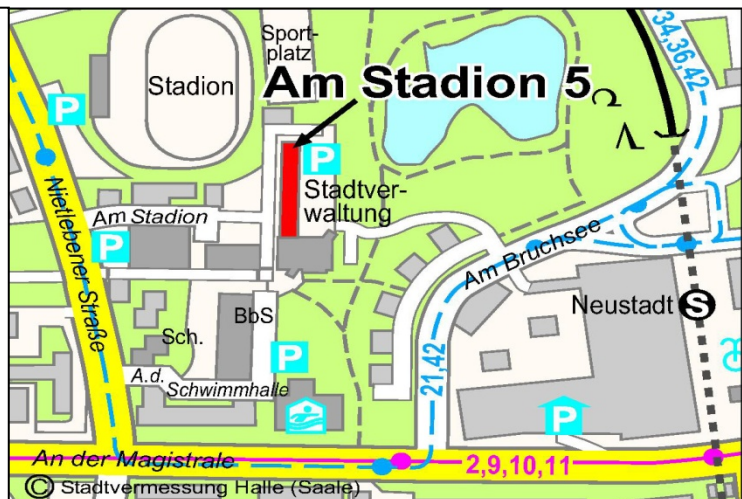 Sport-
platz
34,36,42
Stadion
Am Stadion 5
P
P
Stadtver-
waltung
Am Stadion
P
Nietlebener Straße
Am Bruchsee
Neustadt
S
BbS
Sch.
P
A.d.
Schwimmhalle
21,42
P
An der Magistrale
2,9,10,11
© Stadtvermessung Halle (Saale)